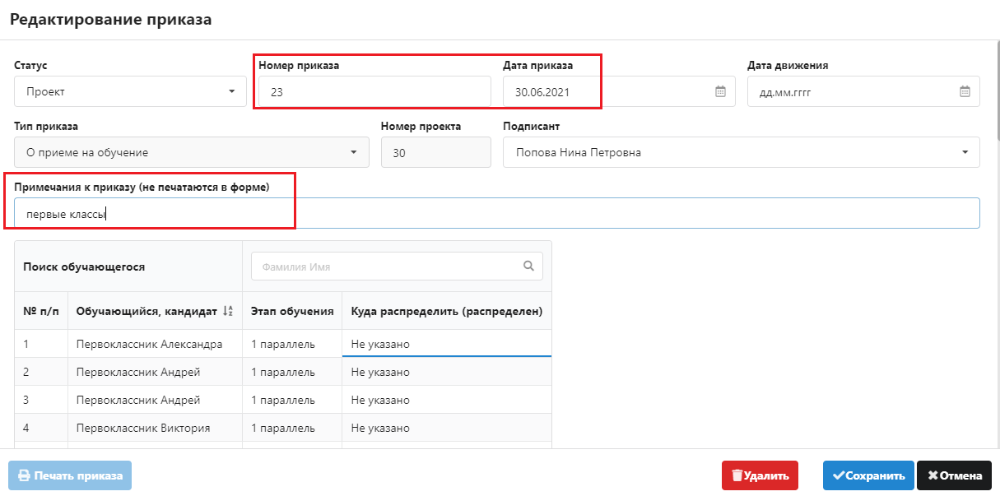 Редактирование приказа
Статус Номер приказа Дата приказа Дата движения
Проект 23 30.06.2021 дд.мм.гггг
Тип приказа Номер проекта Подписант
О приеме на обучение 30 Попова Нина Петровна
Примечания к приказу (не печатаются в форме)
первые классы
Поиск обучающегося Фамилия Имя
№ п/п Обучающийся, кандидат Этап обучения Куда распределить (распределен)
1 Первоклассник Александра 1 параллель Не указано
2 Первоклассник Андрей 1 параллель Не указано
3 Первоклассник Андрей 1 параллель Не указано
4 Первоклассник Виктория 1 параллель Не указано
Печать приказа Удалить Сохранить Отмена